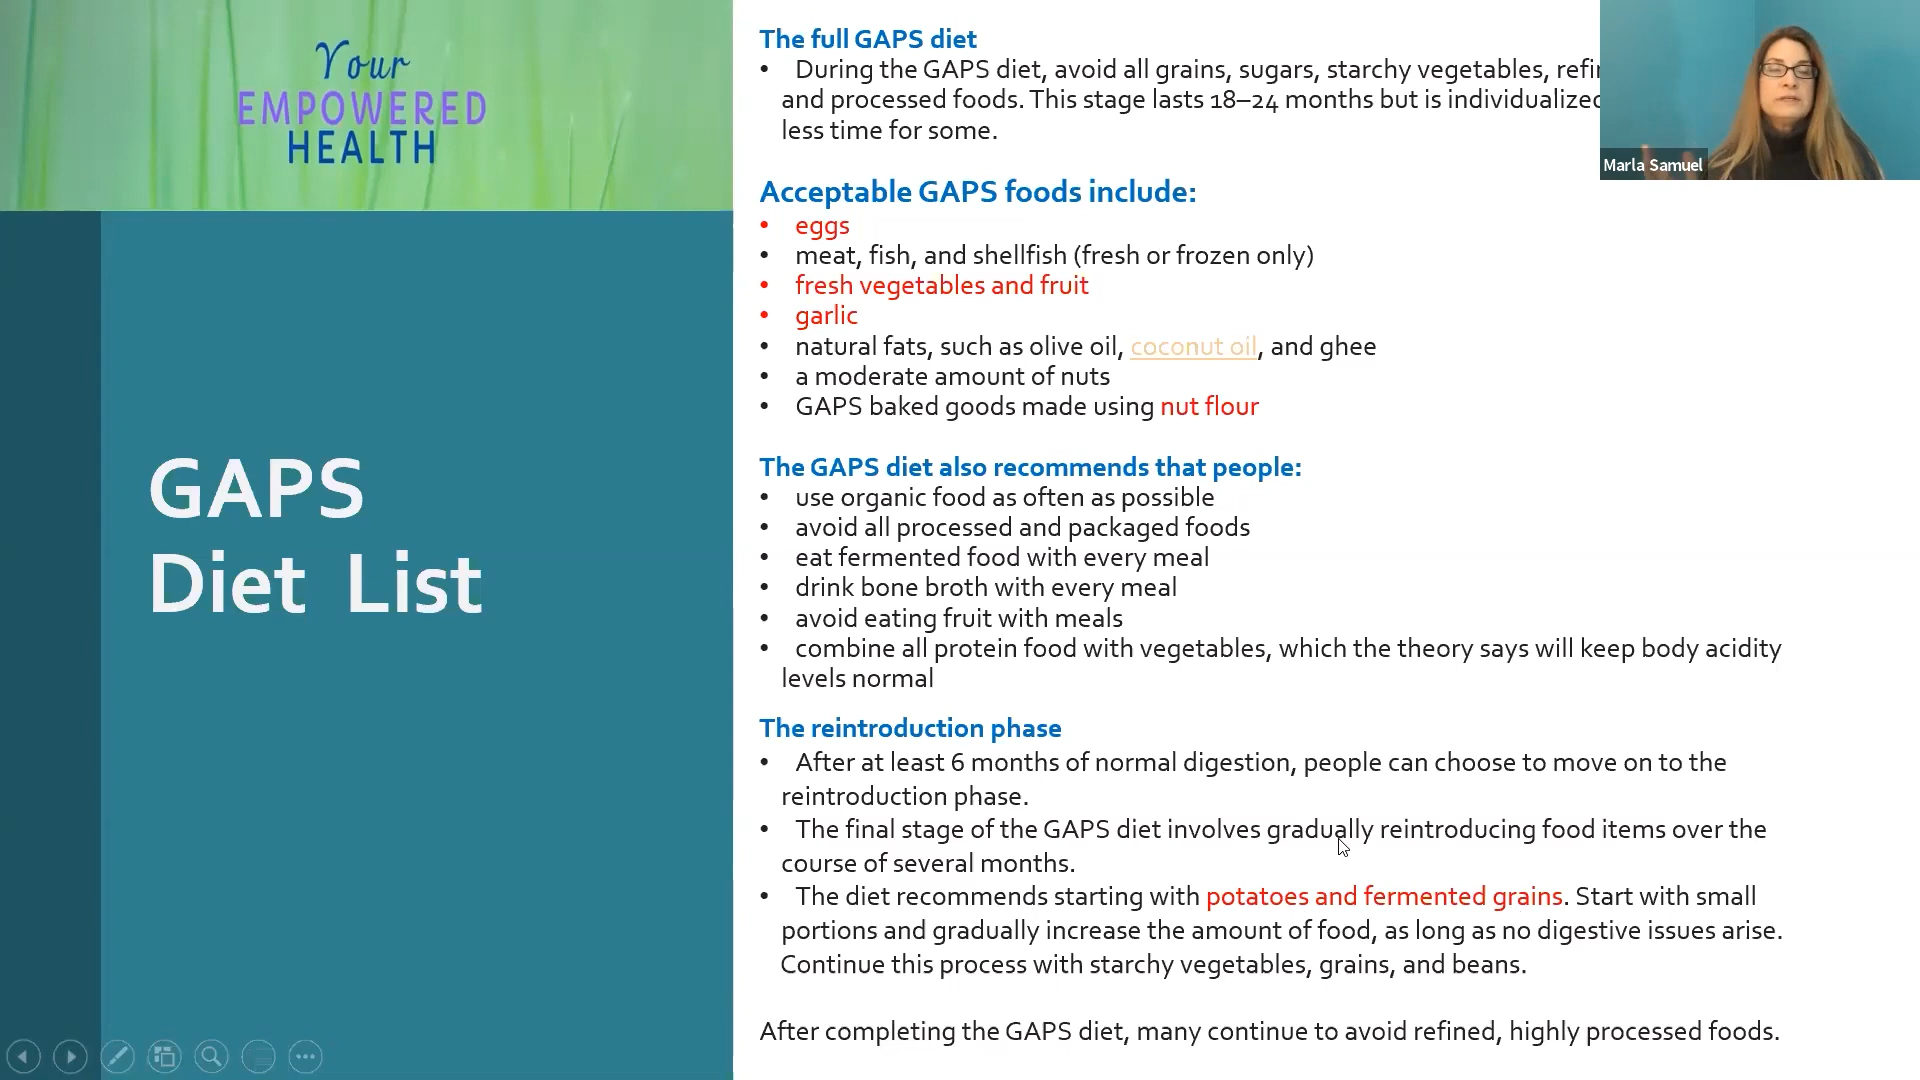 Your
EMPOWERED
HEALTH
GAPS
Diet List
The full GAPS diet
• During the GAPS diet, avoid all grains, sugars, starchy vegetables,
and processed foods. This stage lasts 18–24 months but is individualized
less time for some.
Marla Samuel
Acceptable GAPS foods include:
• eggs
• meat, fish, and shellfish (fresh or frozen only)
• fresh vegetables and fruit
• garlic
• natural fats, such as olive oil, coconut oil, and ghee
• a moderate amount of nuts
• GAPS baked goods made using nut flour
The GAPS diet also recommends that people:
• use organic food as often as possible
• avoid all processed and packaged foods
• eat fermented food with every meal
• drink bone broth with every meal
• avoid eating fruit with meals
• combine all protein food with vegetables, which the theory says will keep body acidity
levels normal
The reintroduction phase
• After at least 6 months of normal digestion, people can choose to move on to the
reintroduction phase.
• The final stage of the GAPS diet involves gradually reintroducing food items over the
course of several months.
• The diet recommends starting with potatoes and fermented grains. Start with small
portions and gradually increase the amount of food, as long as no digestive issues arise.
Continue this process with starchy vegetables, grains, and beans.
After completing the GAPS diet, many continue to avoid refined, highly processed foods.